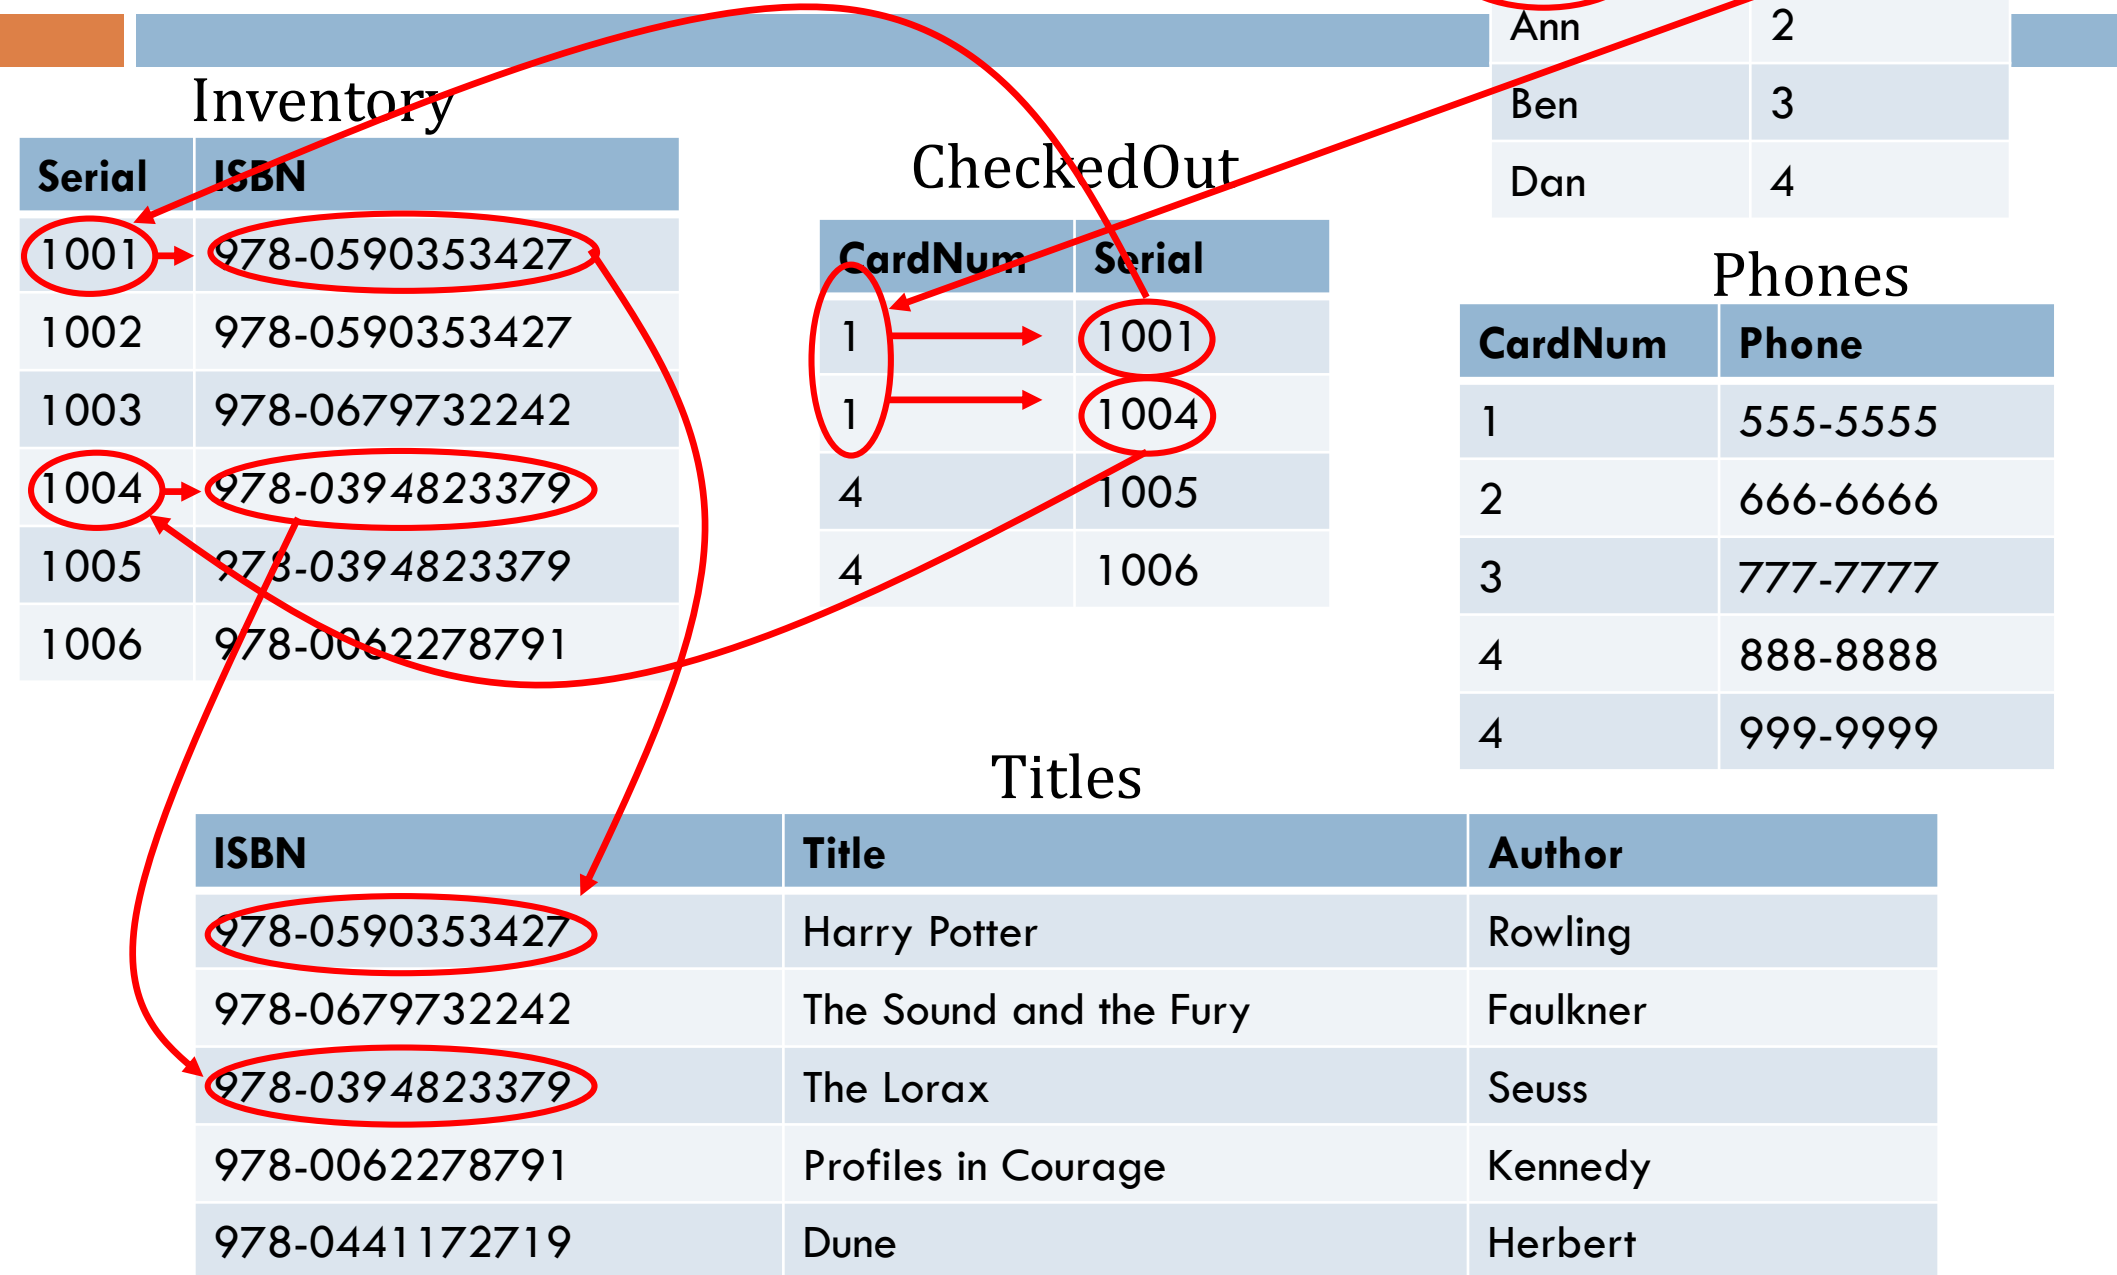 Ann 2
Ben 3
Dan 4
Inventory
Serial ISBN
1001 978-0590353427
1002 978-0590353427
1003 978-0679732242
1004 978-0394823379
1005 978-0394823379
1006 978-0062278791
CheckedOut
CardNum Serial
1 1001
1 1004
4 1005
4 1006
Phones
CardNum Phone
1 555-5555
2 666-6666
3 777-7777
4 888-8888
4 999-9999
Titles
ISBN Title Author
978-0590353427 Harry Potter Rowling
978-0679732242 The Sound and the Fury Faulkner
978-0394823379 The Lorax Seuss
978-0062278791 Profiles in Courage Kennedy
978-0441172719 Dune Herbert